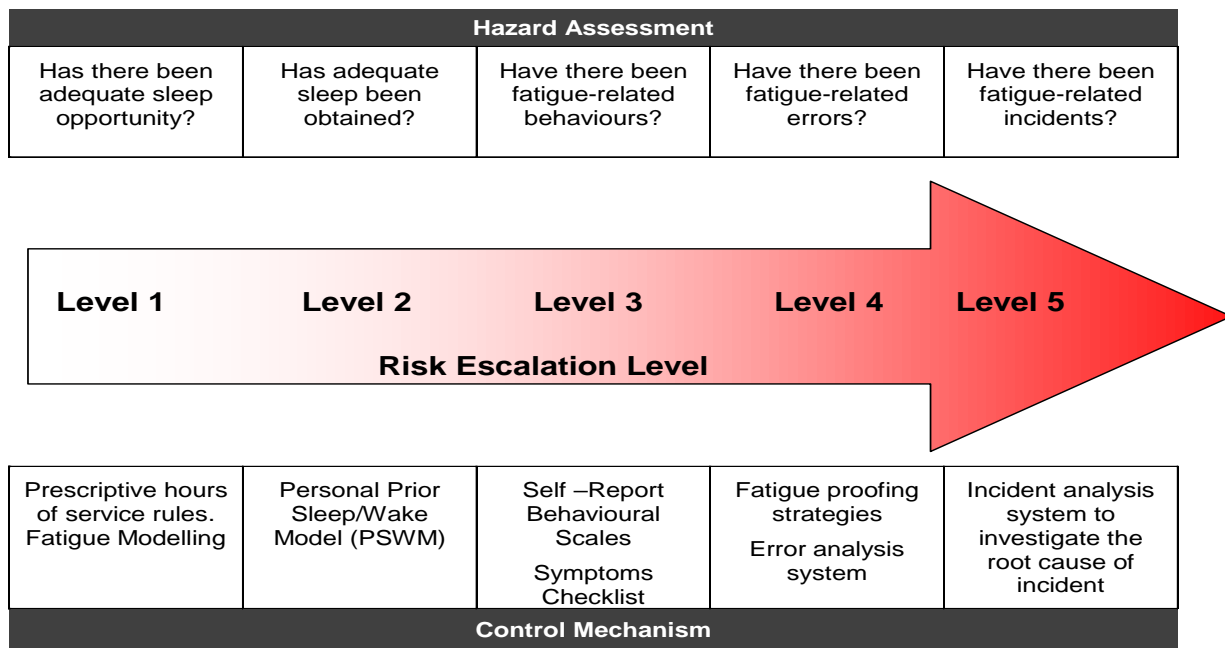 Hazard Assessment
Has there been
adequate sleep
opportunity?
Has adequate
sleep been
obtained?
Have there been
fatigue-related
behaviours?
Have there been
fatigue-related
errors?
Have there been
fatigue-related
incidents?
Level 1
Level 2
Level 3
Level 4
Level 5
Risk Escalation Level
Prescriptive hours
of service rules.
Fatigue Modelling
Personal Prior
Sleep/Wake
Model (PSWM)
Self –Report
Behavioural
Scales
Symptoms
Checklist
Fatigue proofing
strategies
Error analysis
system
Incident analysis
system to
investigate the
root cause of
incident
Control Mechanism